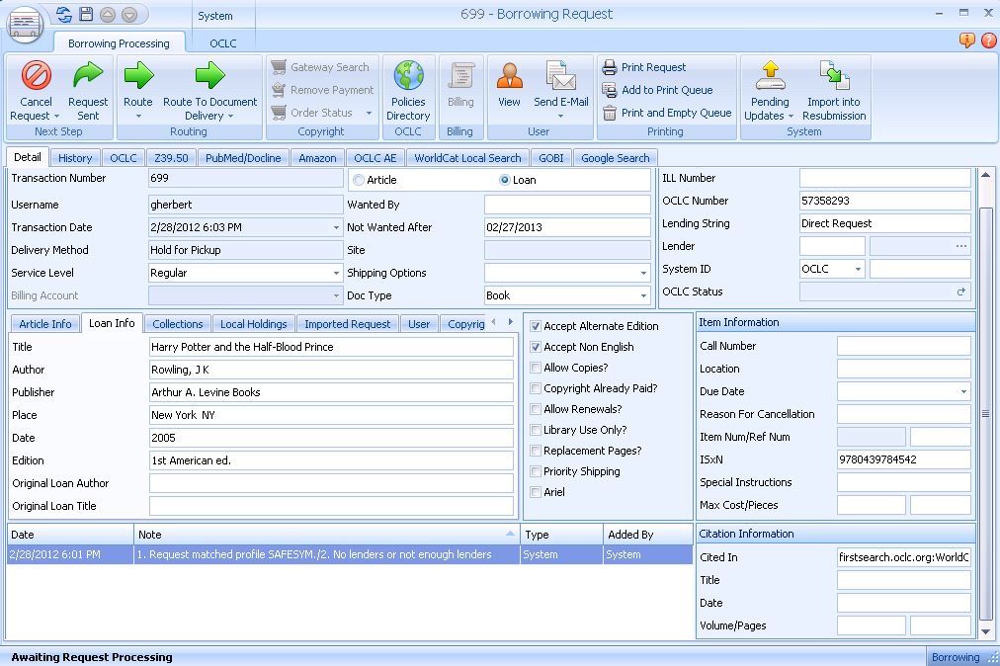 699 - Borrowing Request
System
Borrowing Processing OCLC
Cancel Request Request Sent
Next Step
Route Route To Document Delivery
Routing
Gateway Search
Remove Payment
Order Status
Copyright
Policies Directory
OCLC
Billing
Billing
View Send E-Mail
User
Print Request
Add to Print Queue
Print and Empty Queue
Printing
Pending Updates Import into Resubmission
System
Detail History OCLC Z39.50 PubMed/Docline Amazon OCLC AE WorldCat Local Search GOBI Google Search
Transaction Number 699
Username gherbert
Transaction Date 2/28/2012 6:03 PM
Delivery Method Hold for Pickup
Service Level Regular
Billing Account
Article Loan
Wanted By
Not Wanted After 02/27/2013
Site
Shipping Options
Doc Type Book
ILL Number
OCLC Number 57358293
Lending String Direct Request
Lender ...
System ID OCLC
OCLC Status
Article Info Loan Info Collections Local Holdings Imported Request User Copyrig
Title Harry Potter and the Half-Blood Prince
Author Rowling, J K
Publisher Arthur A. Levine Books
Place New York NY
Date 2005
Edition 1st American ed.
Original Loan Author
Original Loan Title
Accept Alternate Edition
Accept Non English
Allow Copies?
Copyright Already Paid?
Allow Renewals?
Library Use Only?
Replacement Pages?
Priority Shipping
Ariel
Item Information
Call Number
Location
Due Date
Reason For Cancellation
Item Num/Ref Num
ISxN 9780439784542
Special Instructions
Max Cost/Pieces
Date Note Type Added By
2/28/2012 6:01 PM 1. Request matched profile SAFESYM./2. No lenders or not enough lenders System System
Citation Information
Cited In firstsearch.oclc.org:WorldC
Title
Date
Volume/Pages
Awaiting Request Processing Borrowing